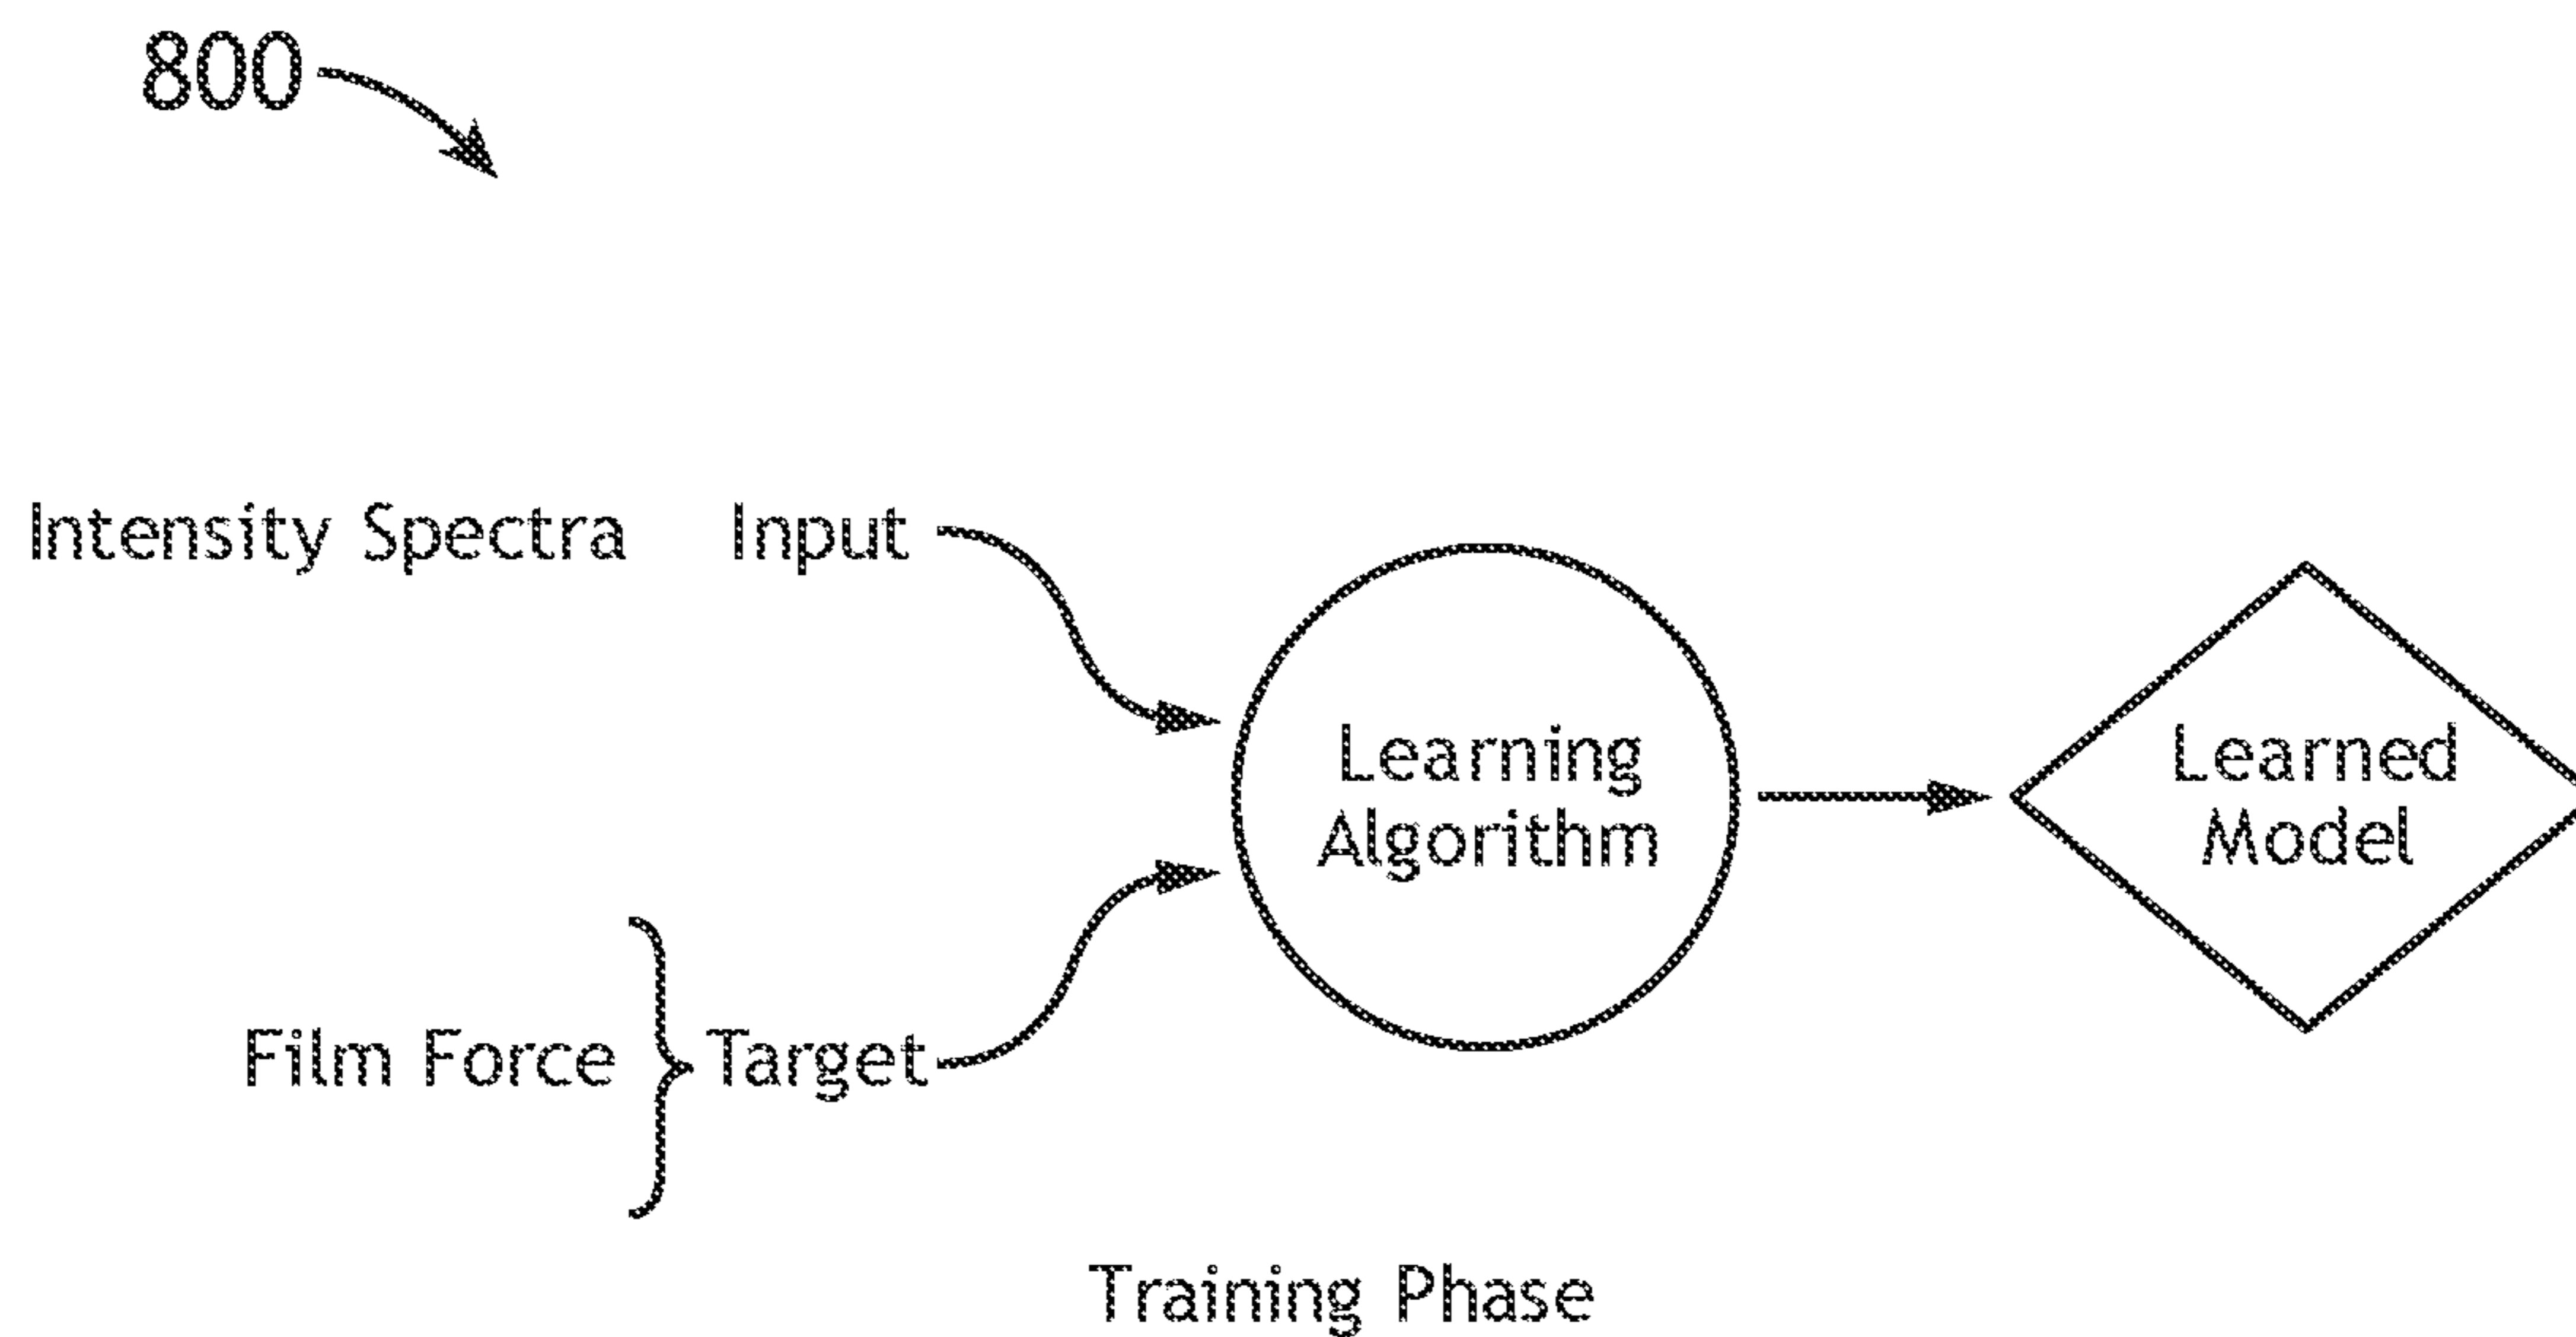 800
Intensity Spectra Input
Learning
Algorithm
Learned
Model
Film Force Target
Training Phase